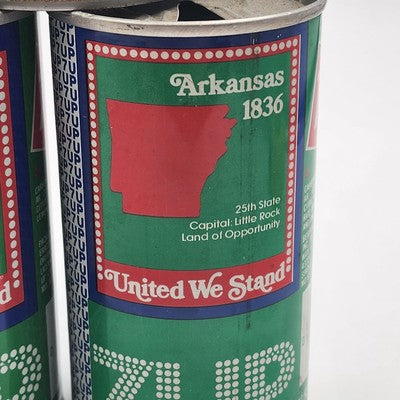 Arkansas
1836
25th State
Capital: Little Rock
Land of Opportunity
United We Stand
7UP